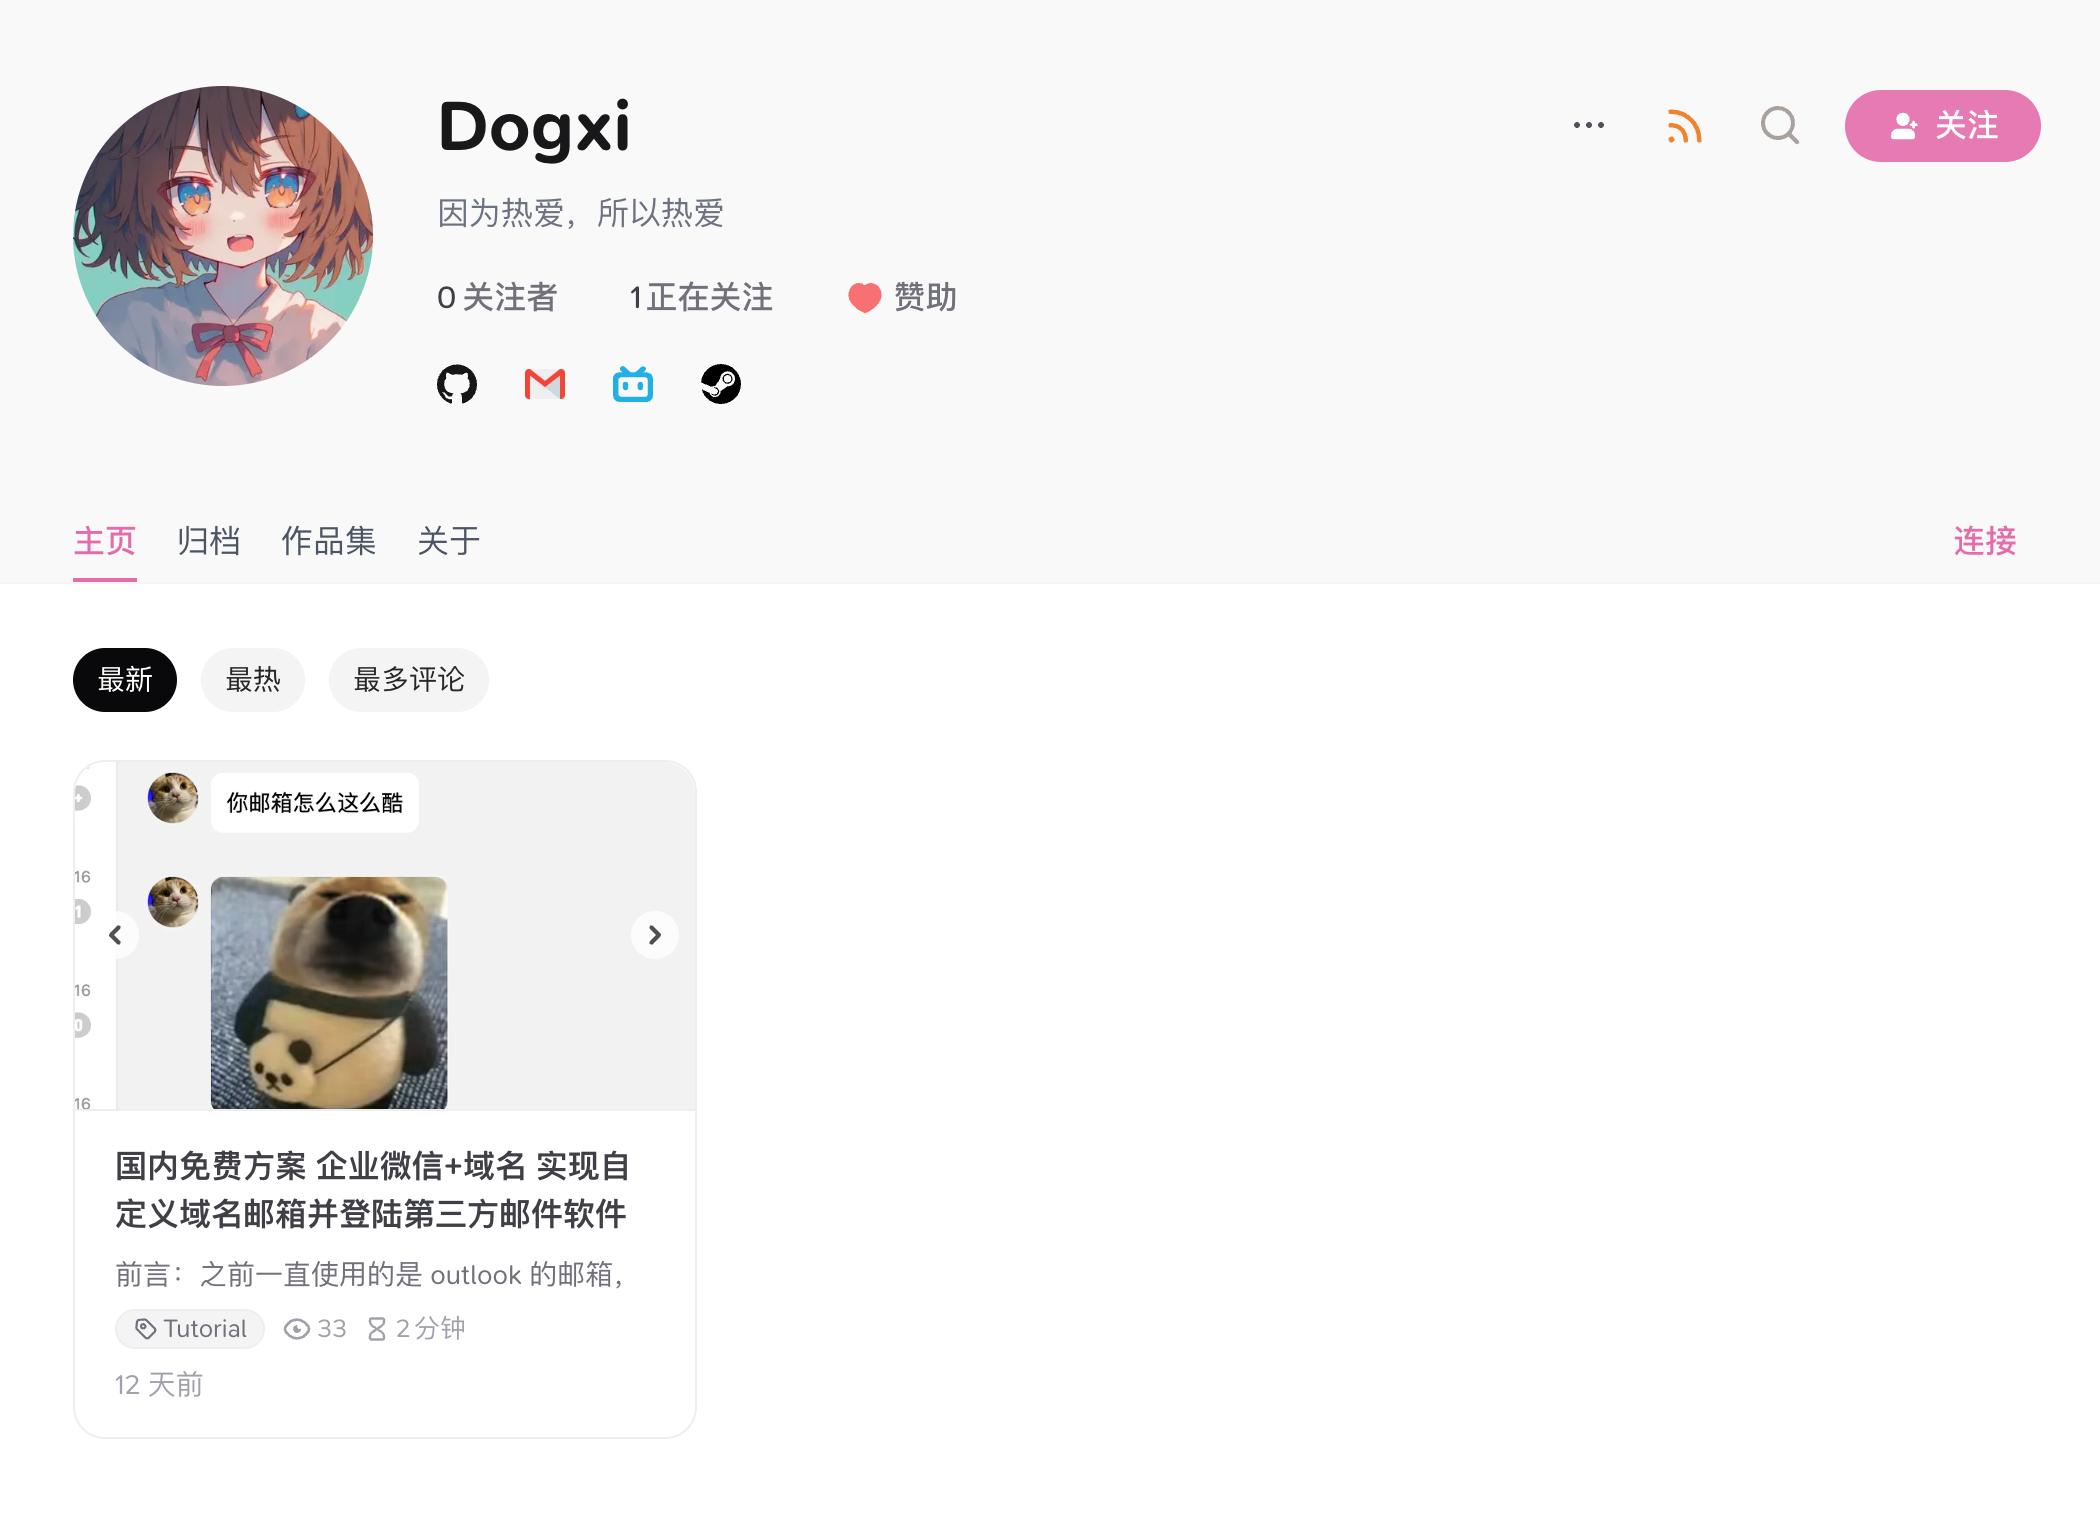 Dogxi
关注
因为热爱，所以热爱
0 关注者 1正在关注 赞助
主页 归档 作品集 关于 连接
最新 最热 最多评论
你邮箱怎么这么酷
16
1
16
0
16
国内免费方案 企业微信+域名 实现自
定义域名邮箱并登陆第三方邮件软件
前言：之前一直使用的是 outlook 的邮箱，
Tutorial 33 2 分钟
12 天前